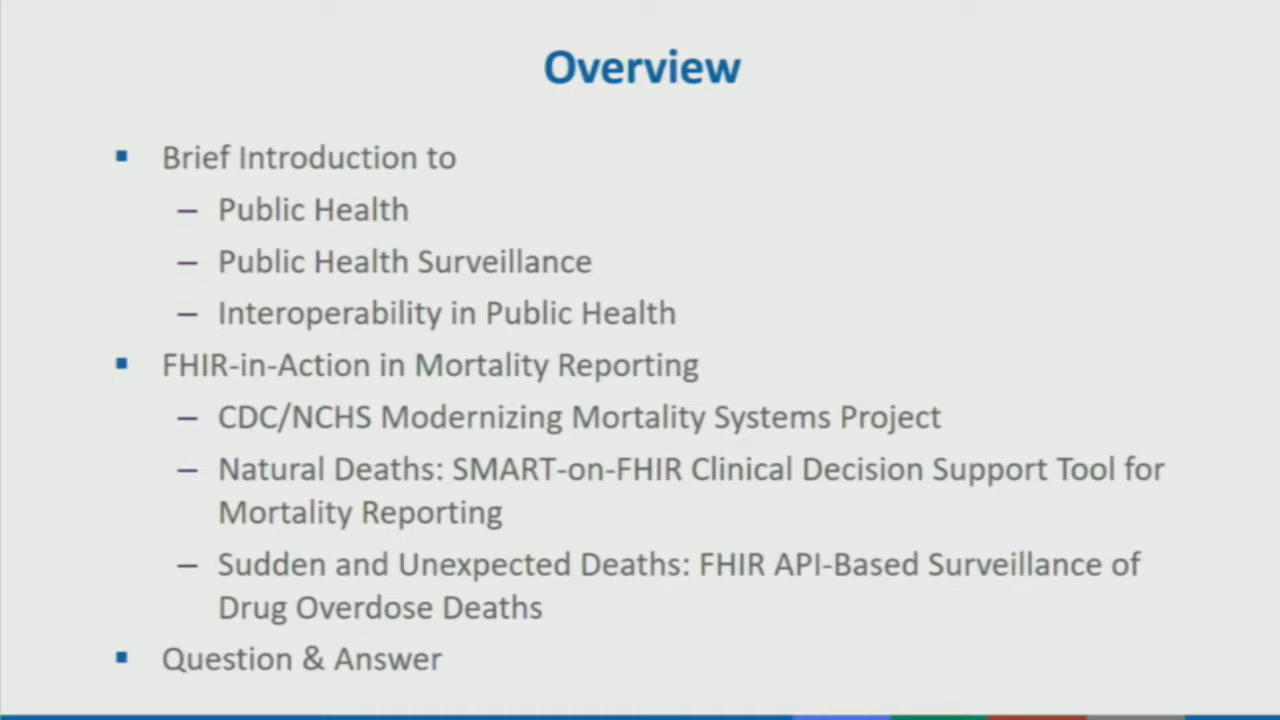 Overview
▪ Brief Introduction to
– Public Health
– Public Health Surveillance
– Interoperability in Public Health
▪ FHIR-in-Action in Mortality Reporting
– CDC/NCHS Modernizing Mortality Systems Project
– Natural Deaths: SMART-on-FHIR Clinical Decision Support Tool for
Mortality Reporting
– Sudden and Unexpected Deaths: FHIR API-Based Surveillance of
Drug Overdose Deaths
▪ Question & Answer